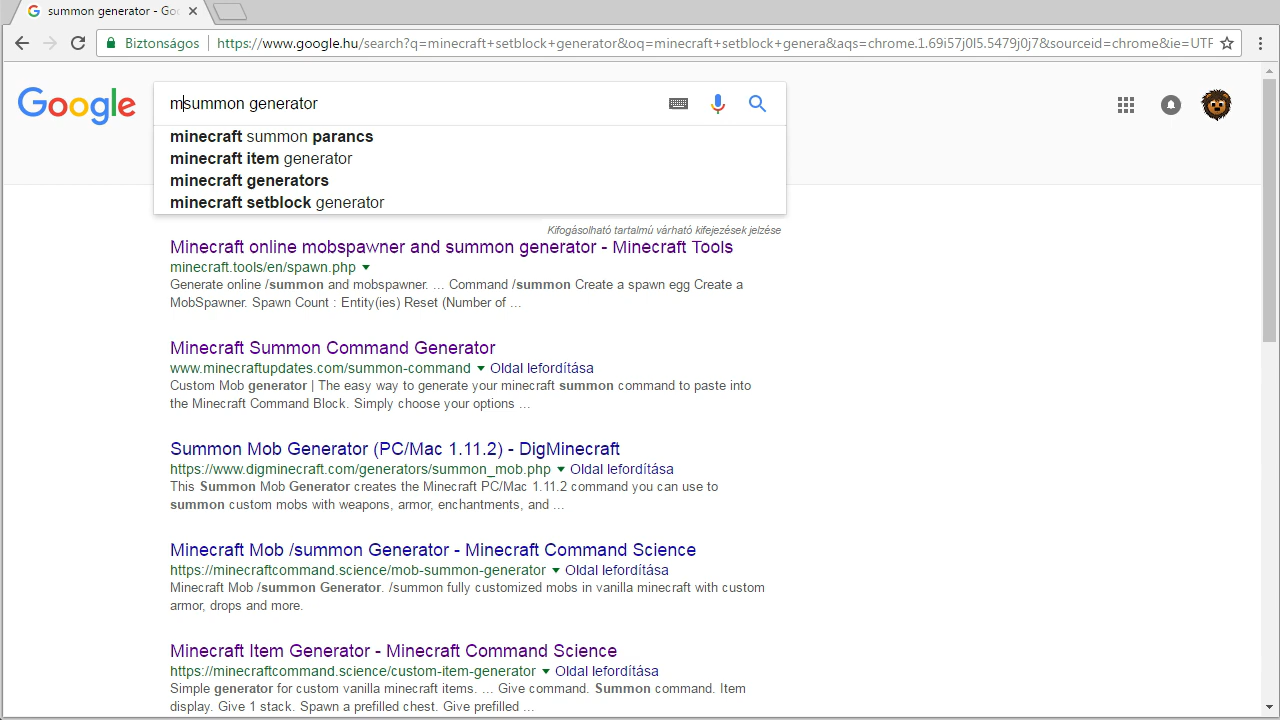 summon generator - Goo
Biztonságos
https://www.google.hu/search?q=minecraft+setblock+generator&oq=minecraft+setblock+genera&aqs=chrome.1.69i57j0l5.5479j0j7&sourceid=chrome&ie=UTF
Google
msummon generator
minecraft summon parancs
minecraft item generator
minecraft generators
minecraft setblock generator
Kifogásolható tartalmú várható kifejezések jelzése
Minecraft online mobspawner and summon generator - Minecraft Tools
minecraft.tools/en/spawn.php
Generate online /summon and mobspawner. ... Command /summon Create a spawn egg Create a
MobSpawner. Spawn Count : Entity(ies) Reset (Number of ...
Minecraft Summon Command Generator
www.minecraftupdates.com/summon-command Oldal lefordítása
Custom Mob generator | The easy way to generate your minecraft summon command to paste into
the Minecraft Command Block. Simply choose your options ...
Summon Mob Generator (PC/Mac 1.11.2) - DigMinecraft
https://www.digminecraft.com/generators/summon_mob.php Oldal lefordítása
This Summon Mob Generator creates the Minecraft PC/Mac 1.11.2 command you can use to
summon custom mobs with weapons, armor, enchantments, and ...
Minecraft Mob /summon Generator - Minecraft Command Science
https://minecraftcommand.science/mob-summon-generator Oldal lefordítása
Minecraft Mob /summon Generator. /summon fully customized mobs in vanilla minecraft with custom
armor, drops and more.
Minecraft Item Generator - Minecraft Command Science
https://minecraftcommand.science/custom-item-generator Oldal lefordítása
Simple generator for custom vanilla minecraft items. ... Give command. Summon command. Item
display. Give 1 stack. Spawn a prefilled chest. Give prefilled ...